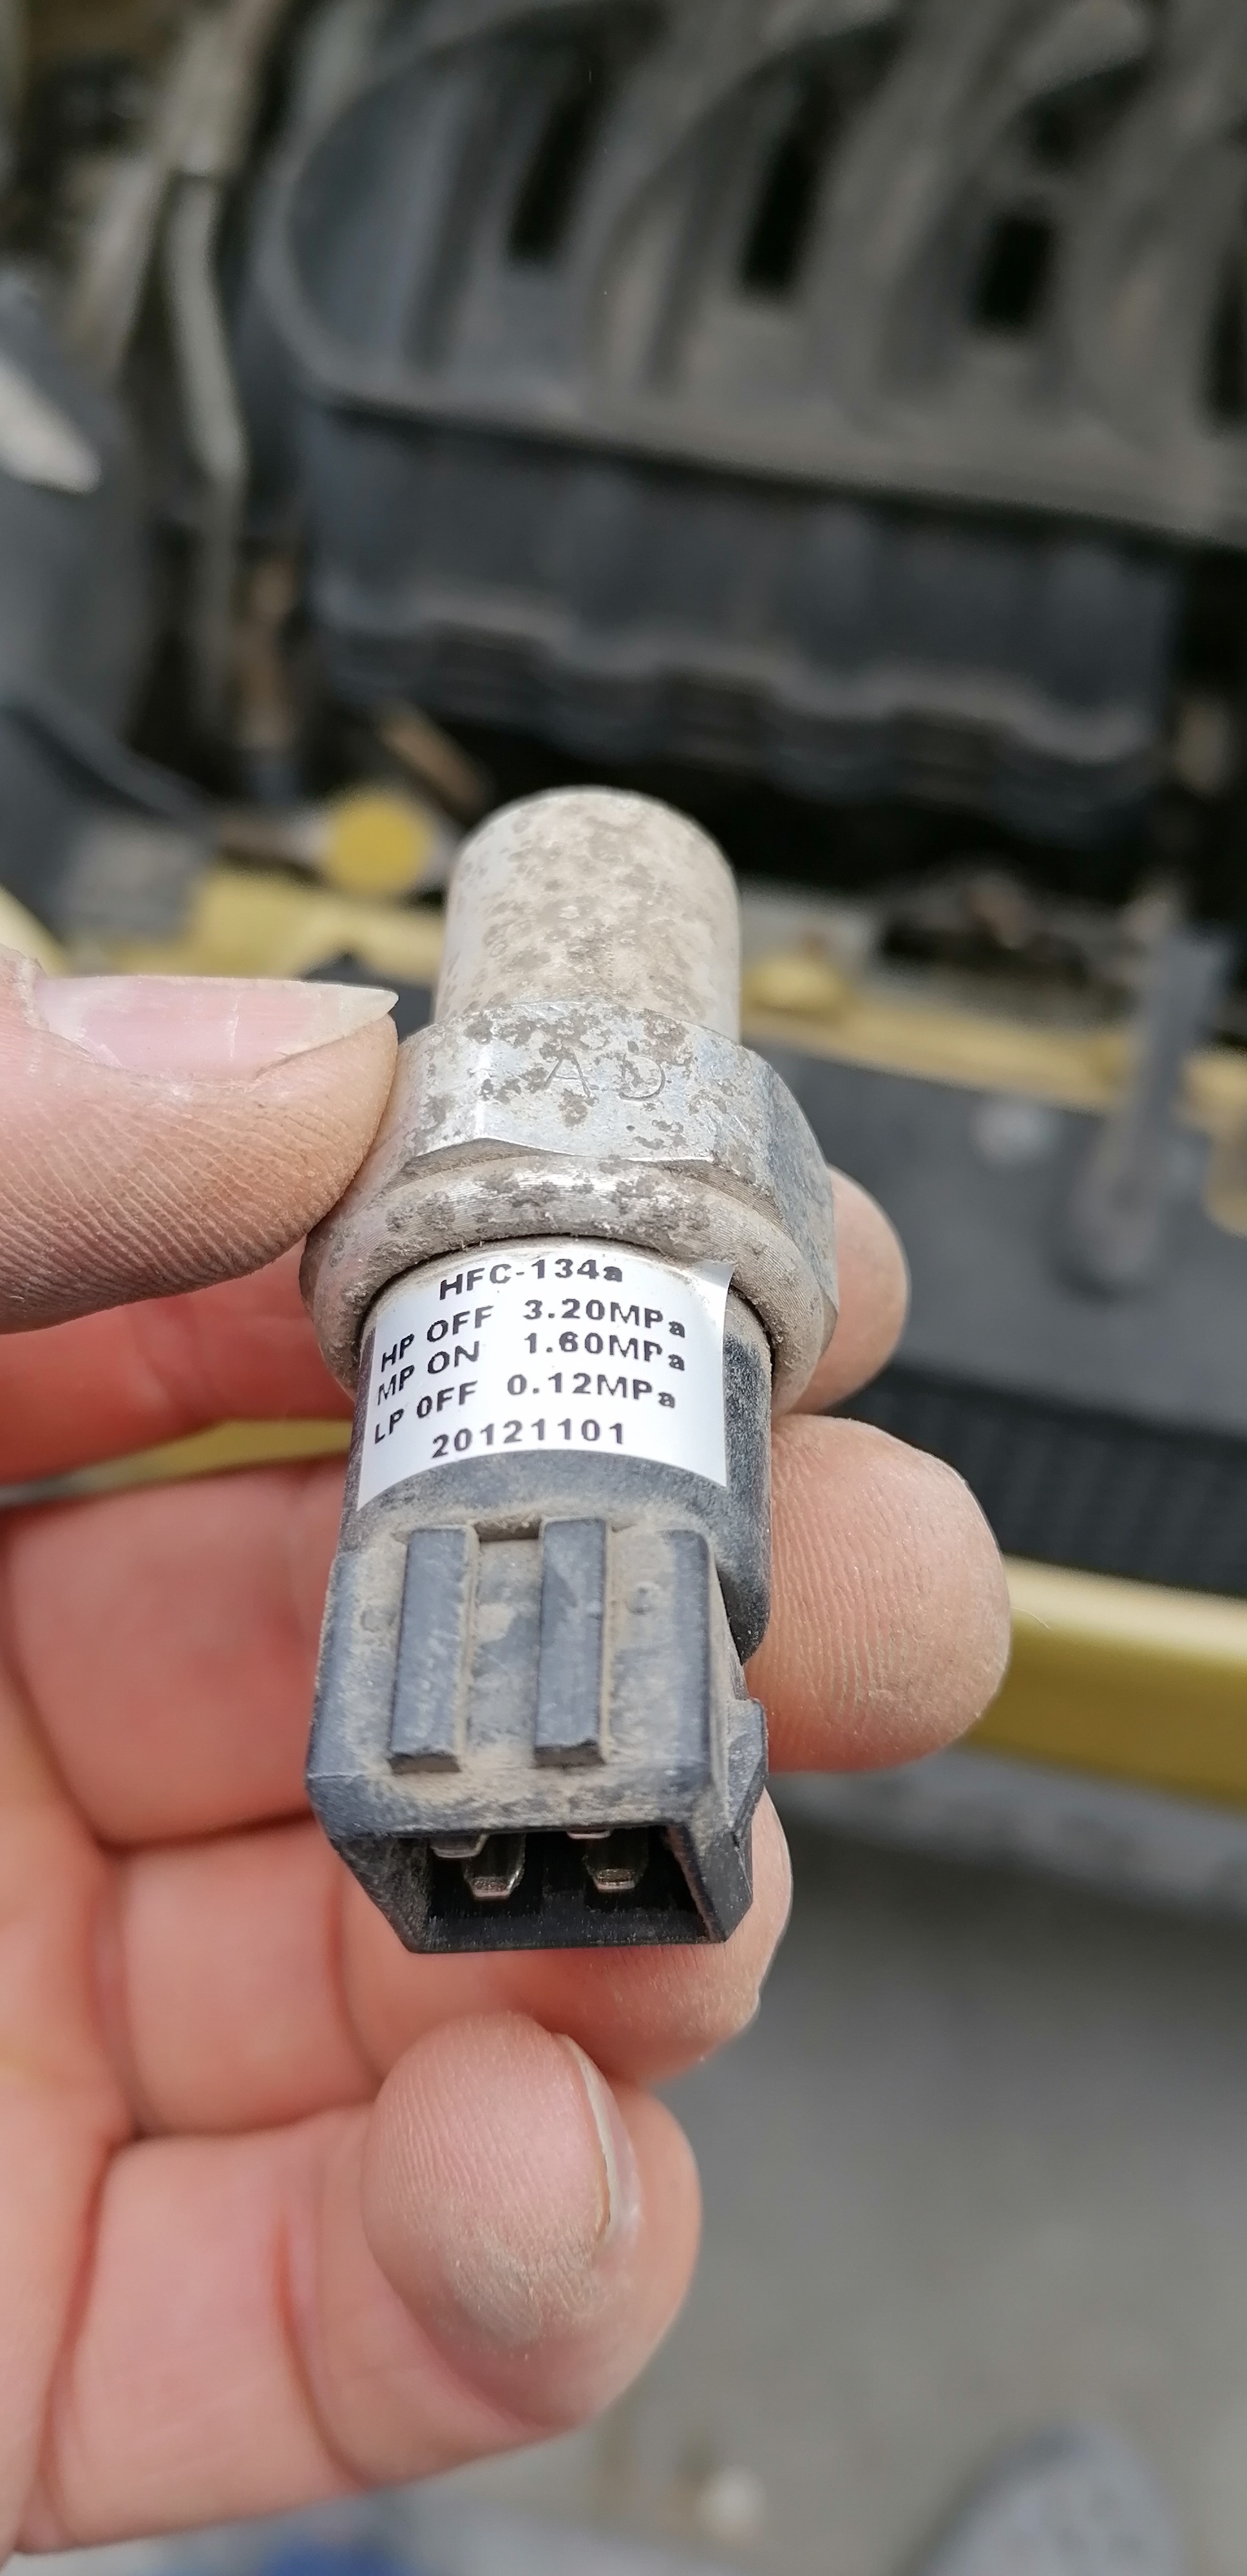 A D
HFC-134a
HP OFF 3.20MPa
MP ON 1.60MPa
LP OFF 0.12MPa
20121101